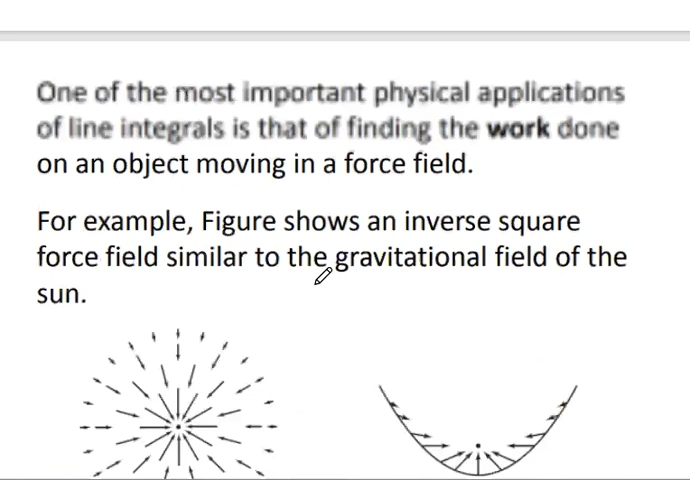 One of the most important physical applications
of line integrals is that of finding the work done
on an object moving in a force field.
For example, Figure shows an inverse square
force field similar to the gravitational field of the
sun.